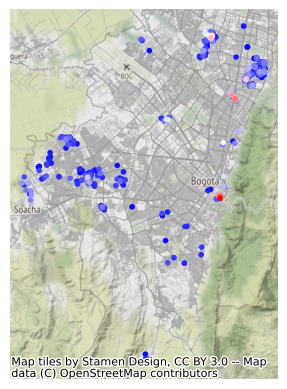 quera
BOG
Bogota
Soacha
Map tiles by Stamen Design, CC BY 3.0 -- Map
data (C) OpenStreetMap contributors